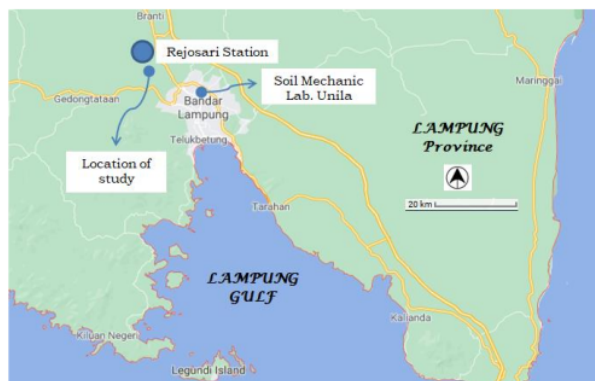 Branti
Rejosari Station
Maringgai
Gedongtataan
Bandar
Lampung
Soil Mechanic
Lab. Unila
Telukbetung
LAMPUNG
Province
Location of
study
20 km
Tarahan
LAMPUNG
GULF
Kalianda
Kiluan Negeri
Legundi Island